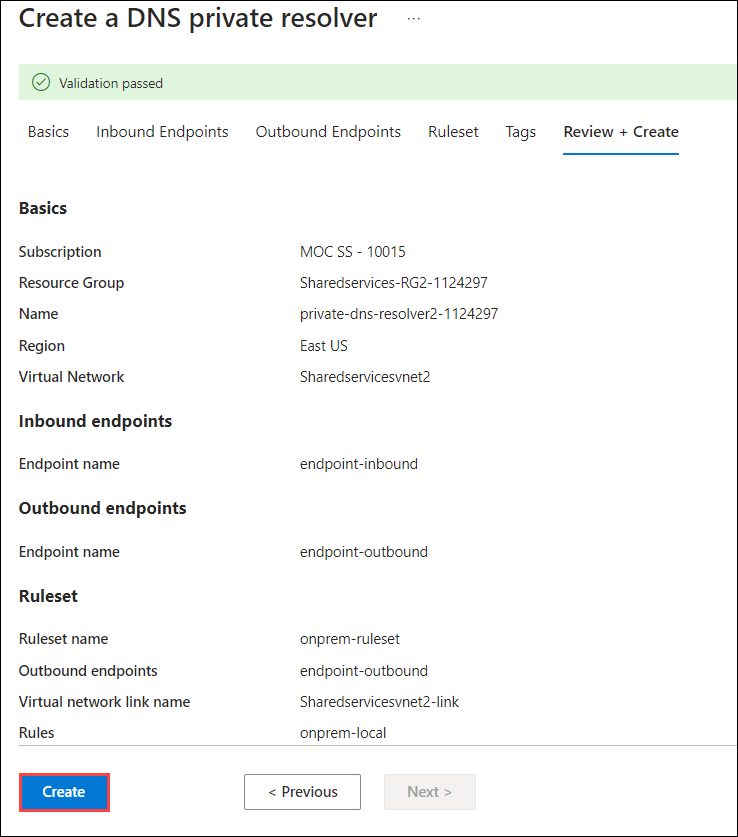 Create a DNS private resolver ...
Validation passed
Basics Inbound Endpoints Outbound Endpoints Ruleset Tags Review + Create
Basics
Subscription MOC SS - 10015
Resource Group Sharedservices-RG2-1124297
Name private-dns-resolver2-1124297
Region East US
Virtual Network Sharedservicesvnet2
Inbound endpoints
Endpoint name endpoint-inbound
Outbound endpoints
Endpoint name endpoint-outbound
Ruleset
Ruleset name onprem-ruleset
Outbound endpoints endpoint-outbound
Virtual network link name Sharedservicesvnet2-link
Rules onprem-local
Create < Previous Next >